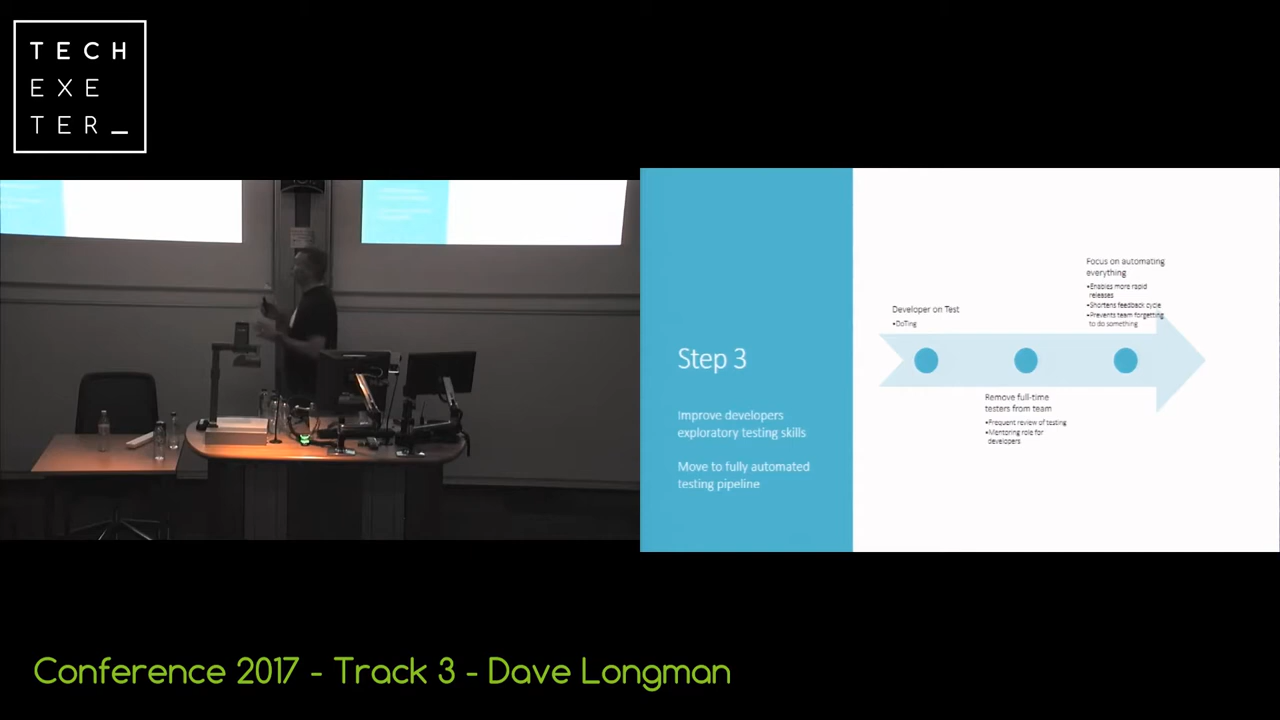 TECH
EXE
TER_
Step 3
Improve developers
exploratory testing skills
Move to fully automated
testing pipeline
Developer on Test
•DoTing
Remove full-time
testers from team
•Frequent review of testing
•Mentoring role for
developers
Focus on automating
everything
•Enables more rapid
releases
•Shortens feedback cycle
•Prevents team forgetting
to do something
Conference 2017 - Track 3 - Dave Longman